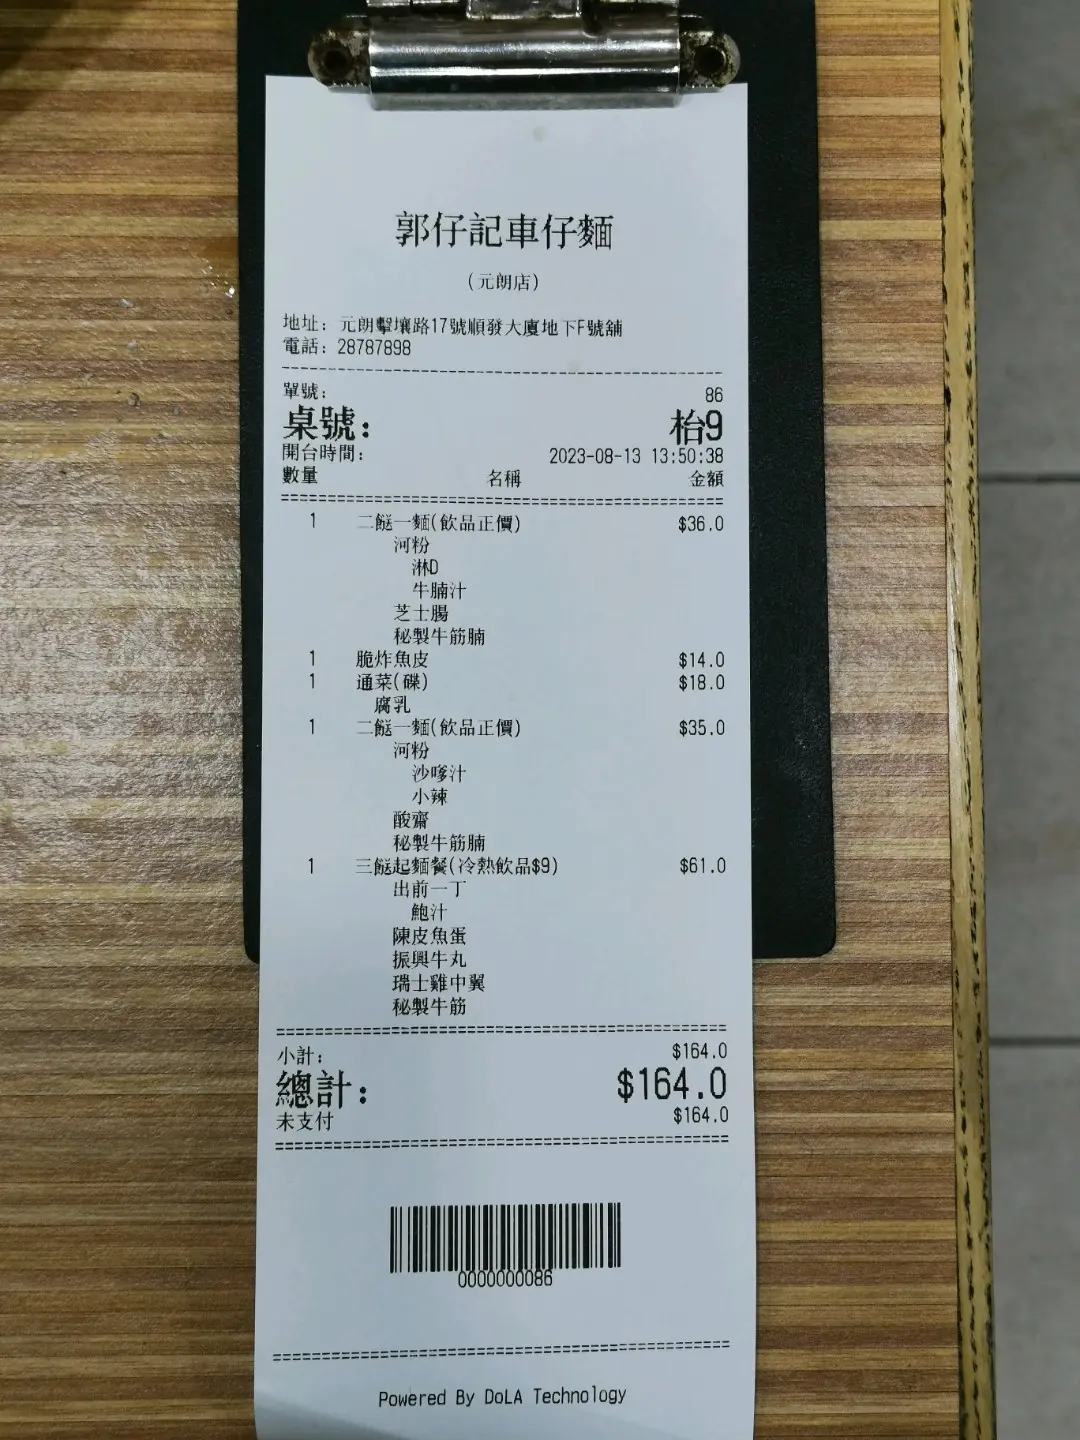 郭仔記車仔麵
(元朗店)
地址: 元朗擊壤路17號順發大廈地下F號舖
電話: 28787898
單號: 86
桌號: 枱9
開台時間: 2023-08-13 13:50:38
數量 名稱 金額
1 二餸一麵(飲品正價) $36.0
河粉
淋D
牛腩汁
芝士腸
秘製牛筋腩
1 脆炸魚皮 $14.0
1 通菜(碟) $18.0
腐乳
1 二餸一麵(飲品正價) $35.0
河粉
沙嗲汁
小辣
酸齋
秘製牛筋腩
1 三餸起麵餐(冷熱飲品$9) $61.0
出前一丁
鮑汁
陳皮魚蛋
振興牛丸
瑞士雞中翼
秘製牛筋
小計: $164.0
總計: $164.0
未支付 $164.0
0000000086
Powered By DoLA Technology